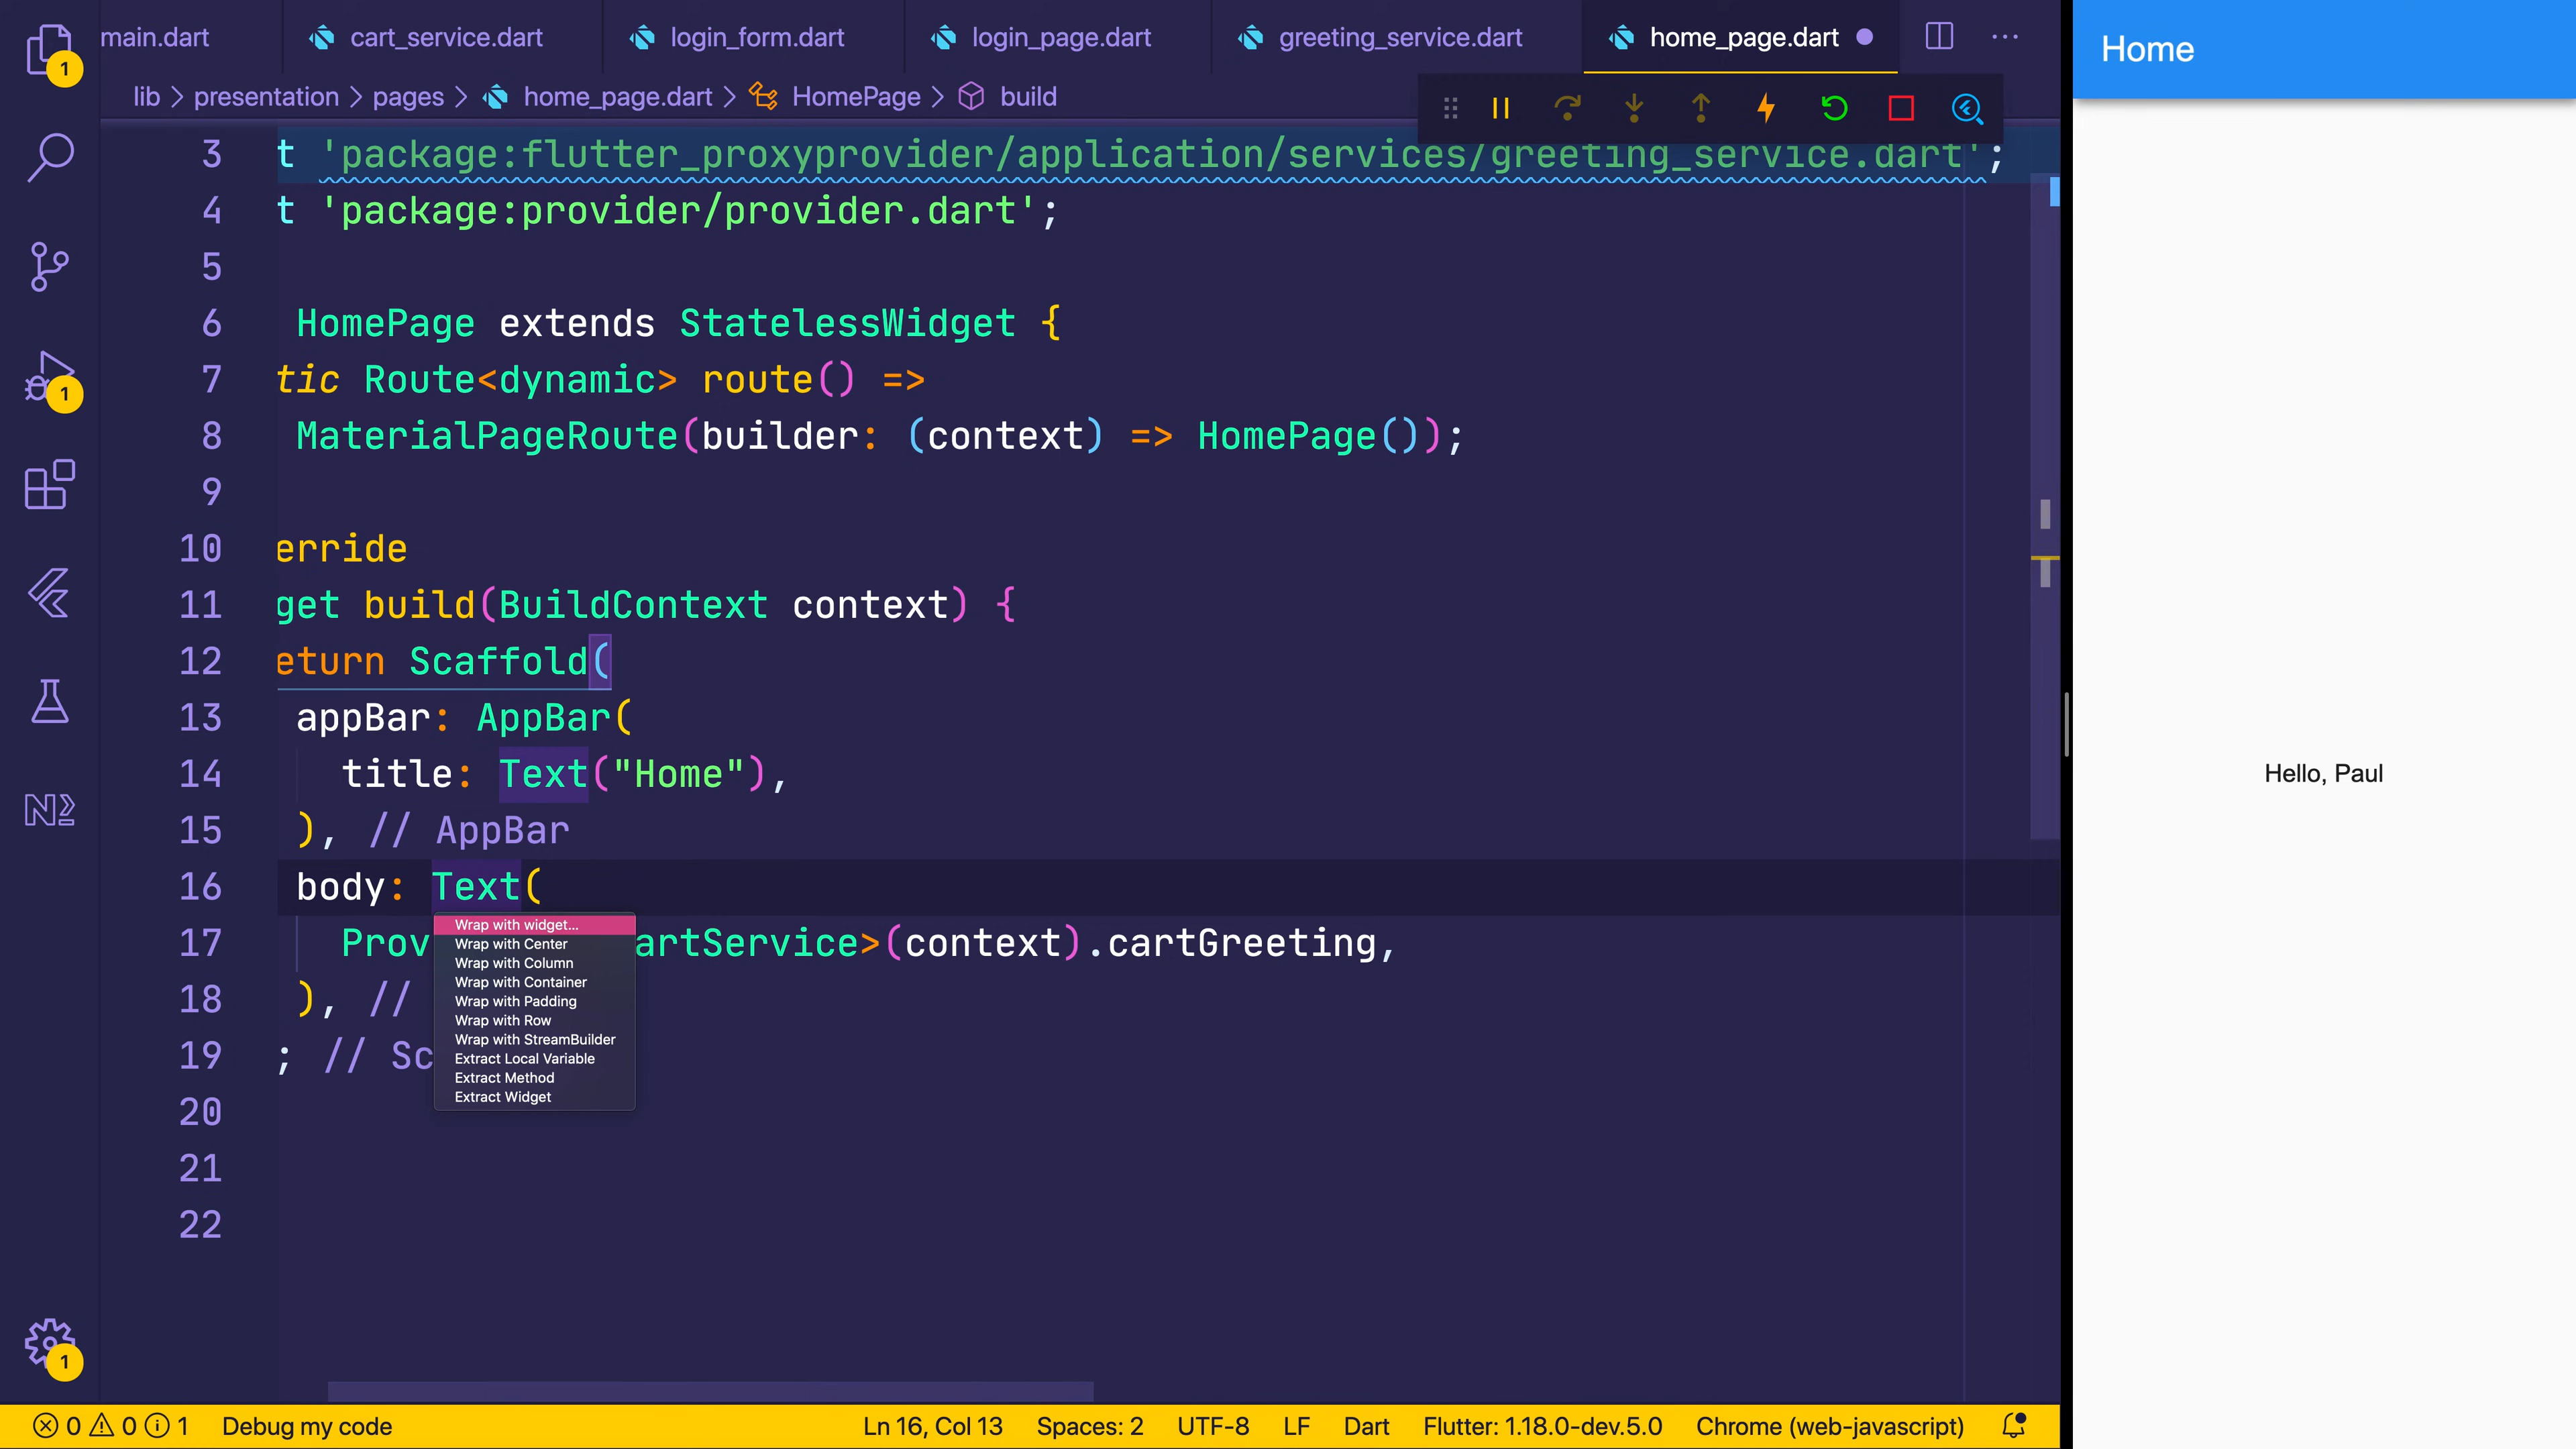 main.dart
cart_service.dart
login_form.dart
login_page.dart
greeting_service.dart
home_page.dart
lib > presentation > pages > home_page.dart > HomePage > build
3 t 'package:flutter_proxyprovider/application/services/greeting_service.dart';
4 t 'package:provider/provider.dart';
5
6 HomePage extends StatelessWidget {
7 tic Route<dynamic> route() =>
8 MaterialPageRoute(builder: (context) => HomePage());
9
10 erride
11 get build(BuildContext context) {
12 eturn Scaffold(
13 appBar: AppBar(
14 title: Text("Home"),
15 ), // AppBar
16 body: Text(
17 Prov artService>(context).cartGreeting,
18 ), //
19 ; // Sc
20
21
22
Wrap with widget...
Wrap with Center
Wrap with Column
Wrap with Container
Wrap with Padding
Wrap with Row
Wrap with StreamBuilder
Extract Local Variable
Extract Method
Extract Widget
1
1
1
0 0 1 Debug my code Ln 16, Col 13 Spaces: 2 UTF-8 LF Dart Flutter: 1.18.0-dev.5.0 Chrome (web-javascript)
Home
Hello, Paul